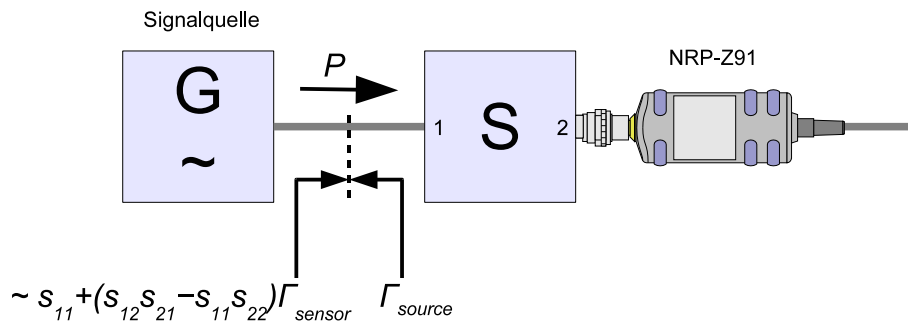 Signalquelle
G
~
P
1
S
2
NRP-Z91
~ s₁₁+(s₁₂s₂₁−s₁₁s₂₂)Γsensor
Γsource